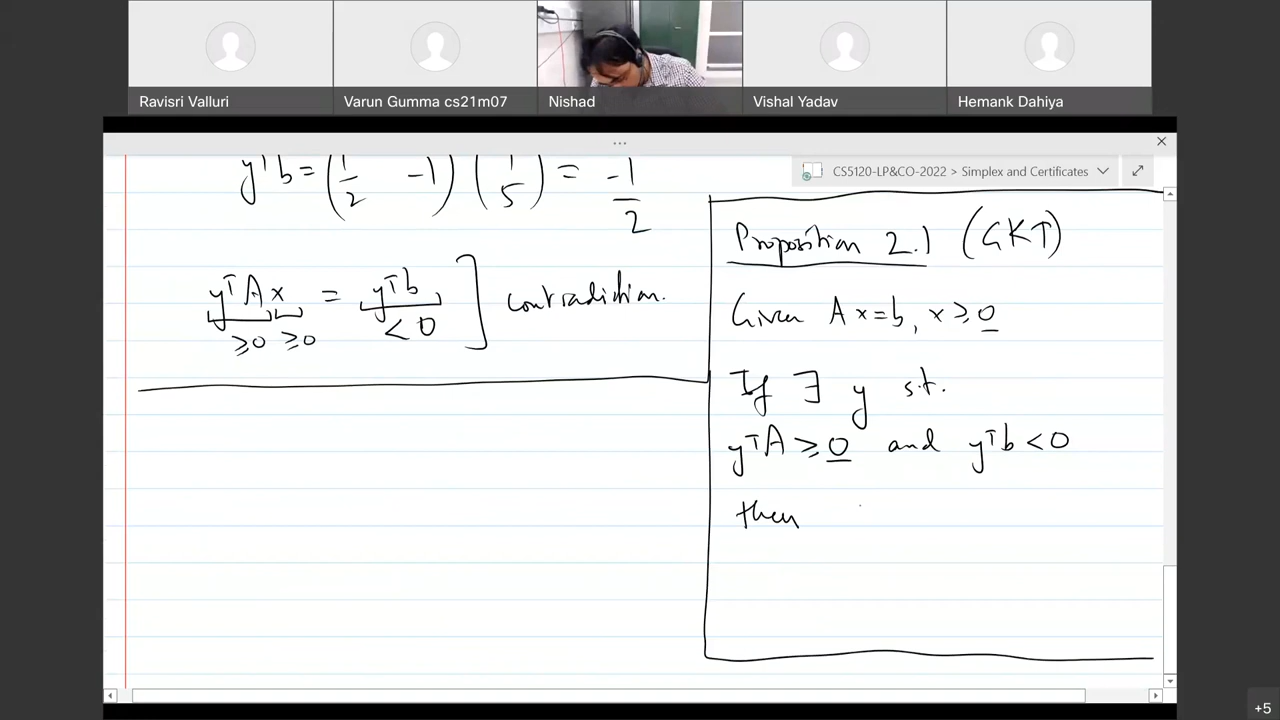 Ravisri Valluri
Varun Gumma cs21m07
Nishad
Vishal Yadav
Hemank Dahiya
CS5120-LP&CO-2022 > Simplex and Certificates
yᵀb = (1/2 -1) (1 5) = -1/2
yᵀA x = yᵀb ] contradiction.
≥0 ≥0 < 0
Proposition 2.1 (GKT)
Given A x = b, x ≥ 0
If ∃ y s.t.
yᵀA ≥ 0 and yᵀb < 0
then
+5